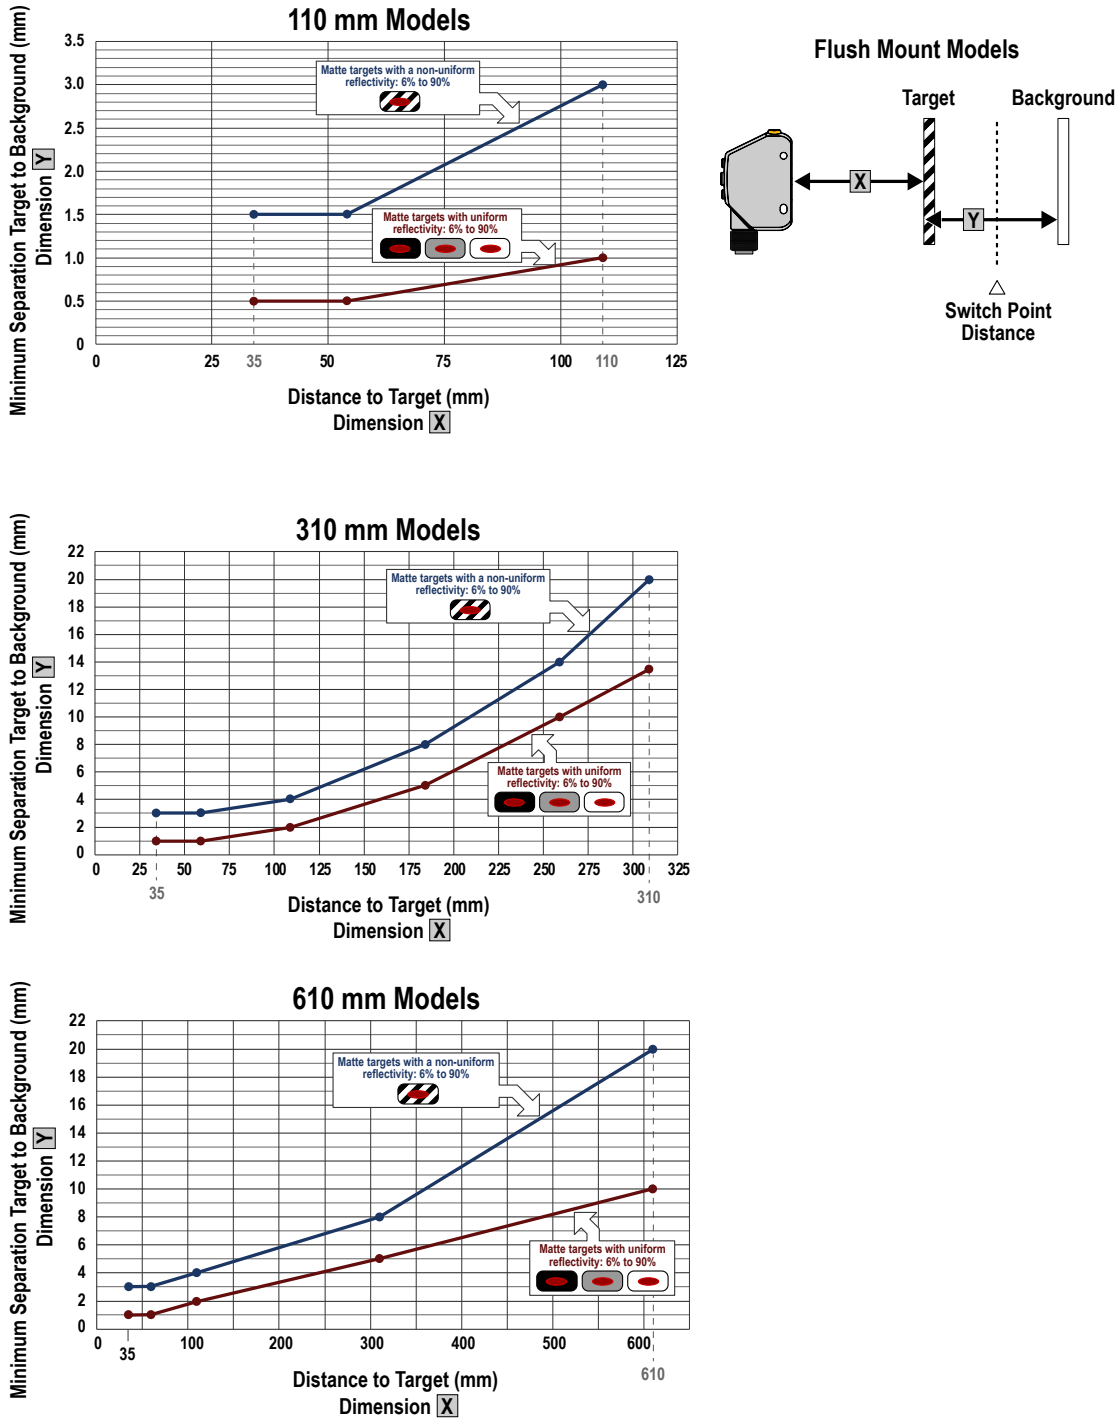 110 mm Models
Minimum Separation Target to Background (mm)
Dimension Y
3.5
3.0
2.5
2.0
1.5
1.0
0.5
0
Matte targets with a non-uniform
reflectivity: 6% to 90%
Matte targets with uniform
reflectivity: 6% to 90%
0 25 35 50 75 100 110 125
Distance to Target (mm)
Dimension X
Flush Mount Models
Target Background
X
Y
Switch Point
Distance
310 mm Models
Minimum Separation Target to Background (mm)
Dimension Y
22
20
18
16
14
12
10
8
6
4
2
0
Matte targets with a non-uniform
reflectivity: 6% to 90%
Matte targets with uniform
reflectivity: 6% to 90%
0 25 50 75 100 125 150 175 200 225 250 275 300 325
35 310
Distance to Target (mm)
Dimension X
610 mm Models
Minimum Separation Target to Background (mm)
Dimension Y
22
20
18
16
14
12
10
8
6
4
2
0
Matte targets with a non-uniform
reflectivity: 6% to 90%
Matte targets with uniform
reflectivity: 6% to 90%
0 100 200 300 400 500 600
35 610
Distance to Target (mm)
Dimension X